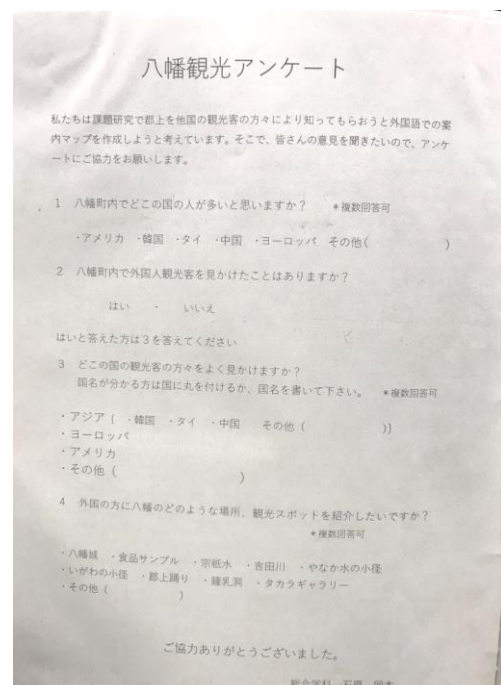 八幡観光アンケート
私たちは課題研究で郡上を他国の観光客の方々により知ってもらおうと外国語での案
内マップを作成しようと考えています。そこで、皆さんの意見を聞きたいので、アンケ
ートにご協力をお願いします。
1 八幡町内でどこの国の人が多いと思いますか? *複数回答可
・アメリカ ・韓国 ・タイ ・中国 ・ヨーロッパ その他( )
2 八幡町内で外国人観光客を見かけたことはありますか?
はい ・ いいえ
はいと答えた方は3を答えてください
3 どこの国の観光客の方々をよく見かけますか?
国名が分かる方は国に丸を付けるか、国名を書いて下さい。 *複数回答可
・アジア{ ・韓国 ・タイ ・中国 その他( )}
・ヨーロッパ
・アメリカ
・その他( )
4 外国の方に八幡のどのような場所、観光スポットを紹介したいですか?
*複数回答可
・八幡城 ・食品サンプル ・宗祇水 ・吉田川 ・やなか水の小径
・いがわの小径 ・郡上踊り ・鍾乳洞 ・タカラギャラリー
・その他( )
ご協力ありがとうございました。
総合学科 石原